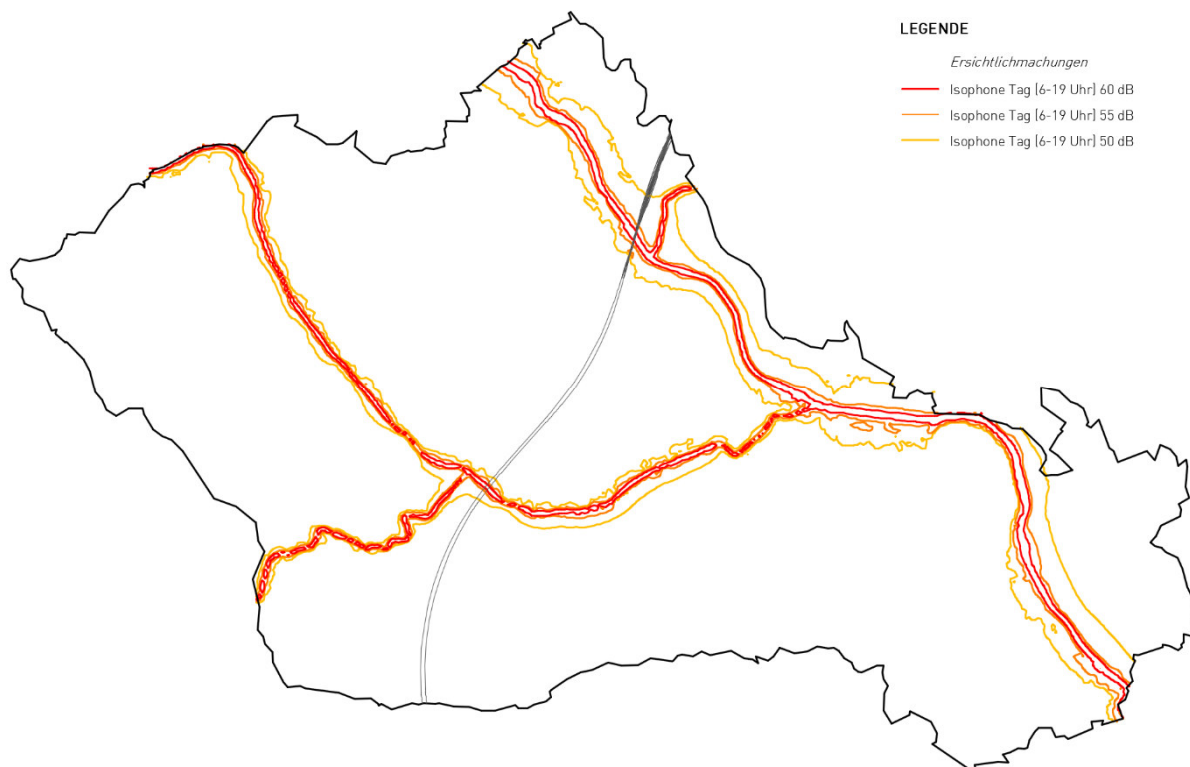 LEGENDE
Ersichtlichmachungen
Isophone Tag [6-19 Uhr] 60 dB
Isophone Tag [6-19 Uhr] 55 dB
Isophone Tag [6-19 Uhr] 50 dB